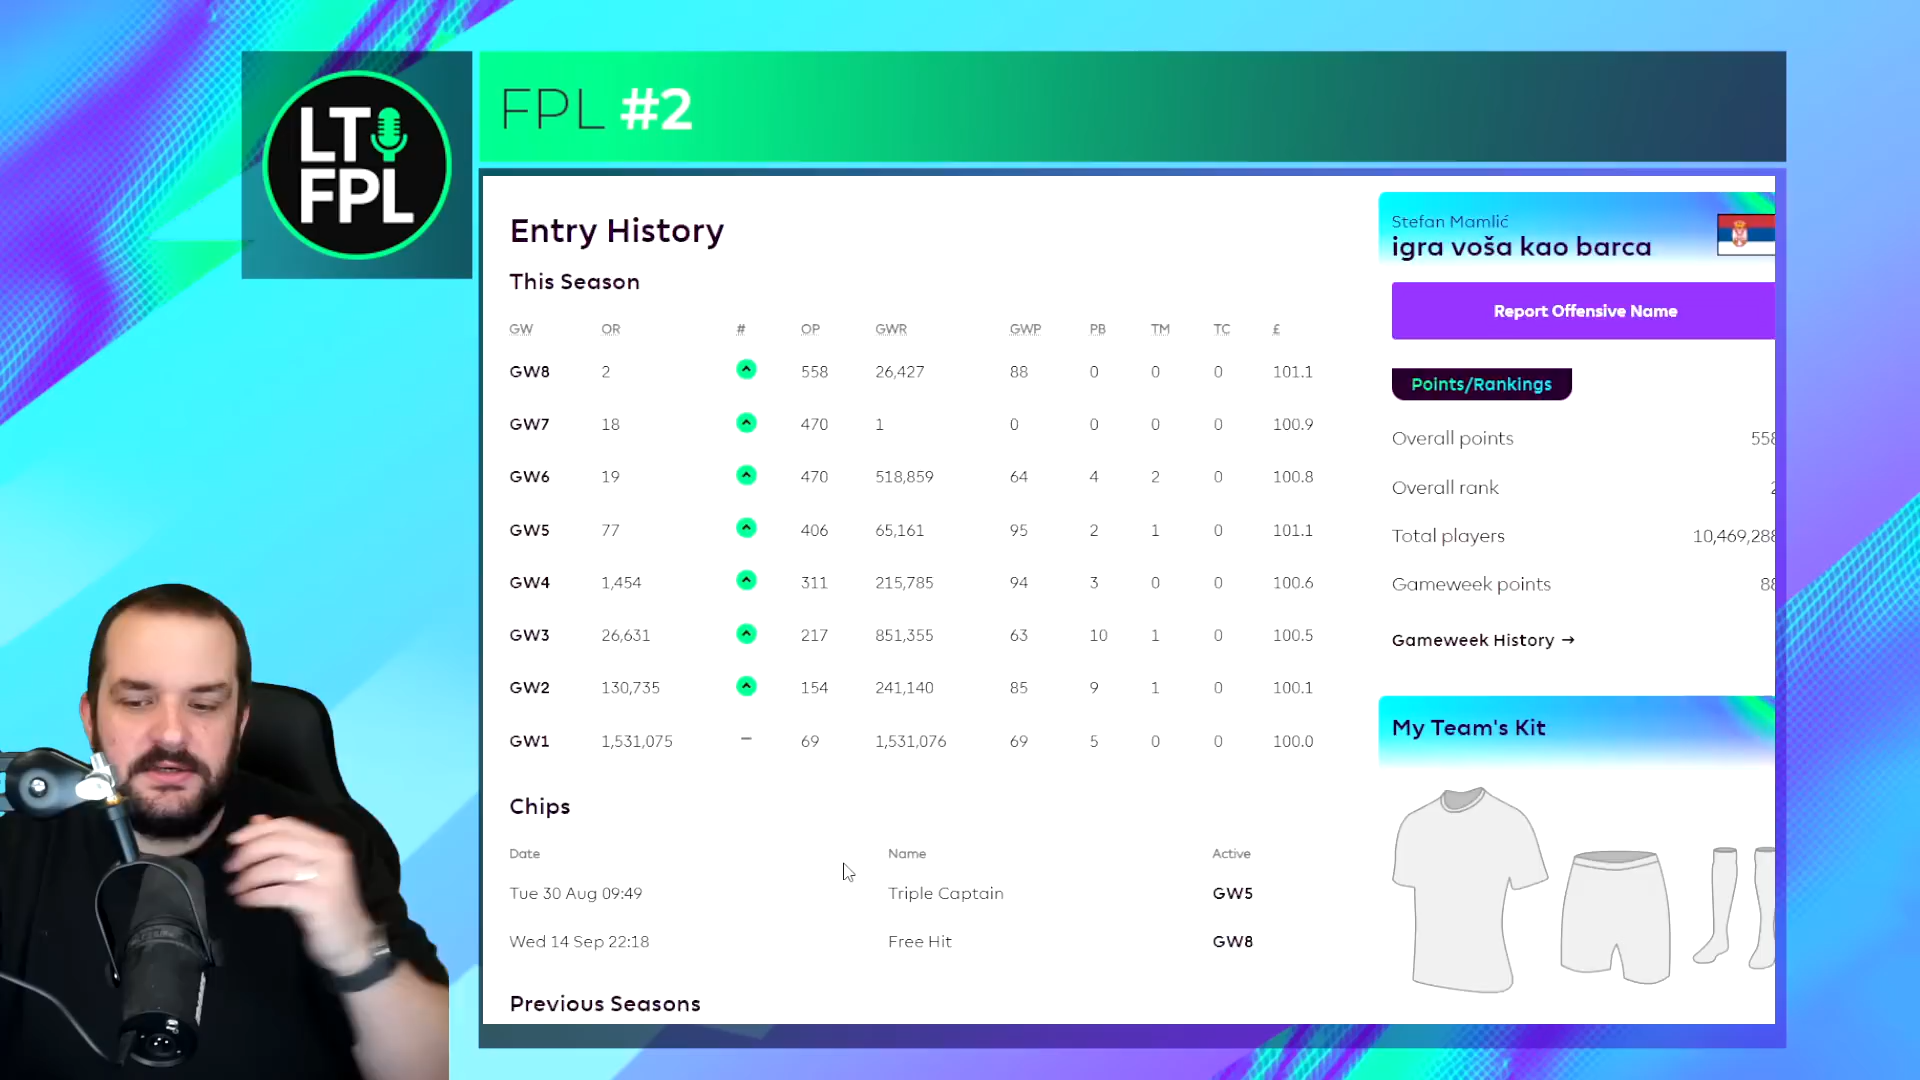 LT
FPL
FPL #2
Entry History
This Season
GW OR # OP GWR GWP PB TM TC £
GW8 2 558 26,427 88 0 0 0 101.1
GW7 18 470 1 0 0 0 0 100.9
GW6 19 470 518,859 64 4 2 0 100.8
GW5 77 406 65,161 95 2 1 0 101.1
GW4 1,454 311 215,785 94 3 0 0 100.6
GW3 26,631 217 851,355 63 10 1 0 100.5
GW2 130,735 154 241,140 85 9 1 0 100.1
GW1 1,531,075 – 69 1,531,076 69 5 0 0 100.0
Chips
Date Name Active
Tue 30 Aug 09:49 Triple Captain GW5
Wed 14 Sep 22:18 Free Hit GW8
Previous Seasons
Stefan Mamlić
igra voša kao barca
Report Offensive Name
Points/Rankings
Overall points 558
Overall rank 2
Total players 10,469,288
Gameweek points 88
Gameweek History →
My Team's Kit